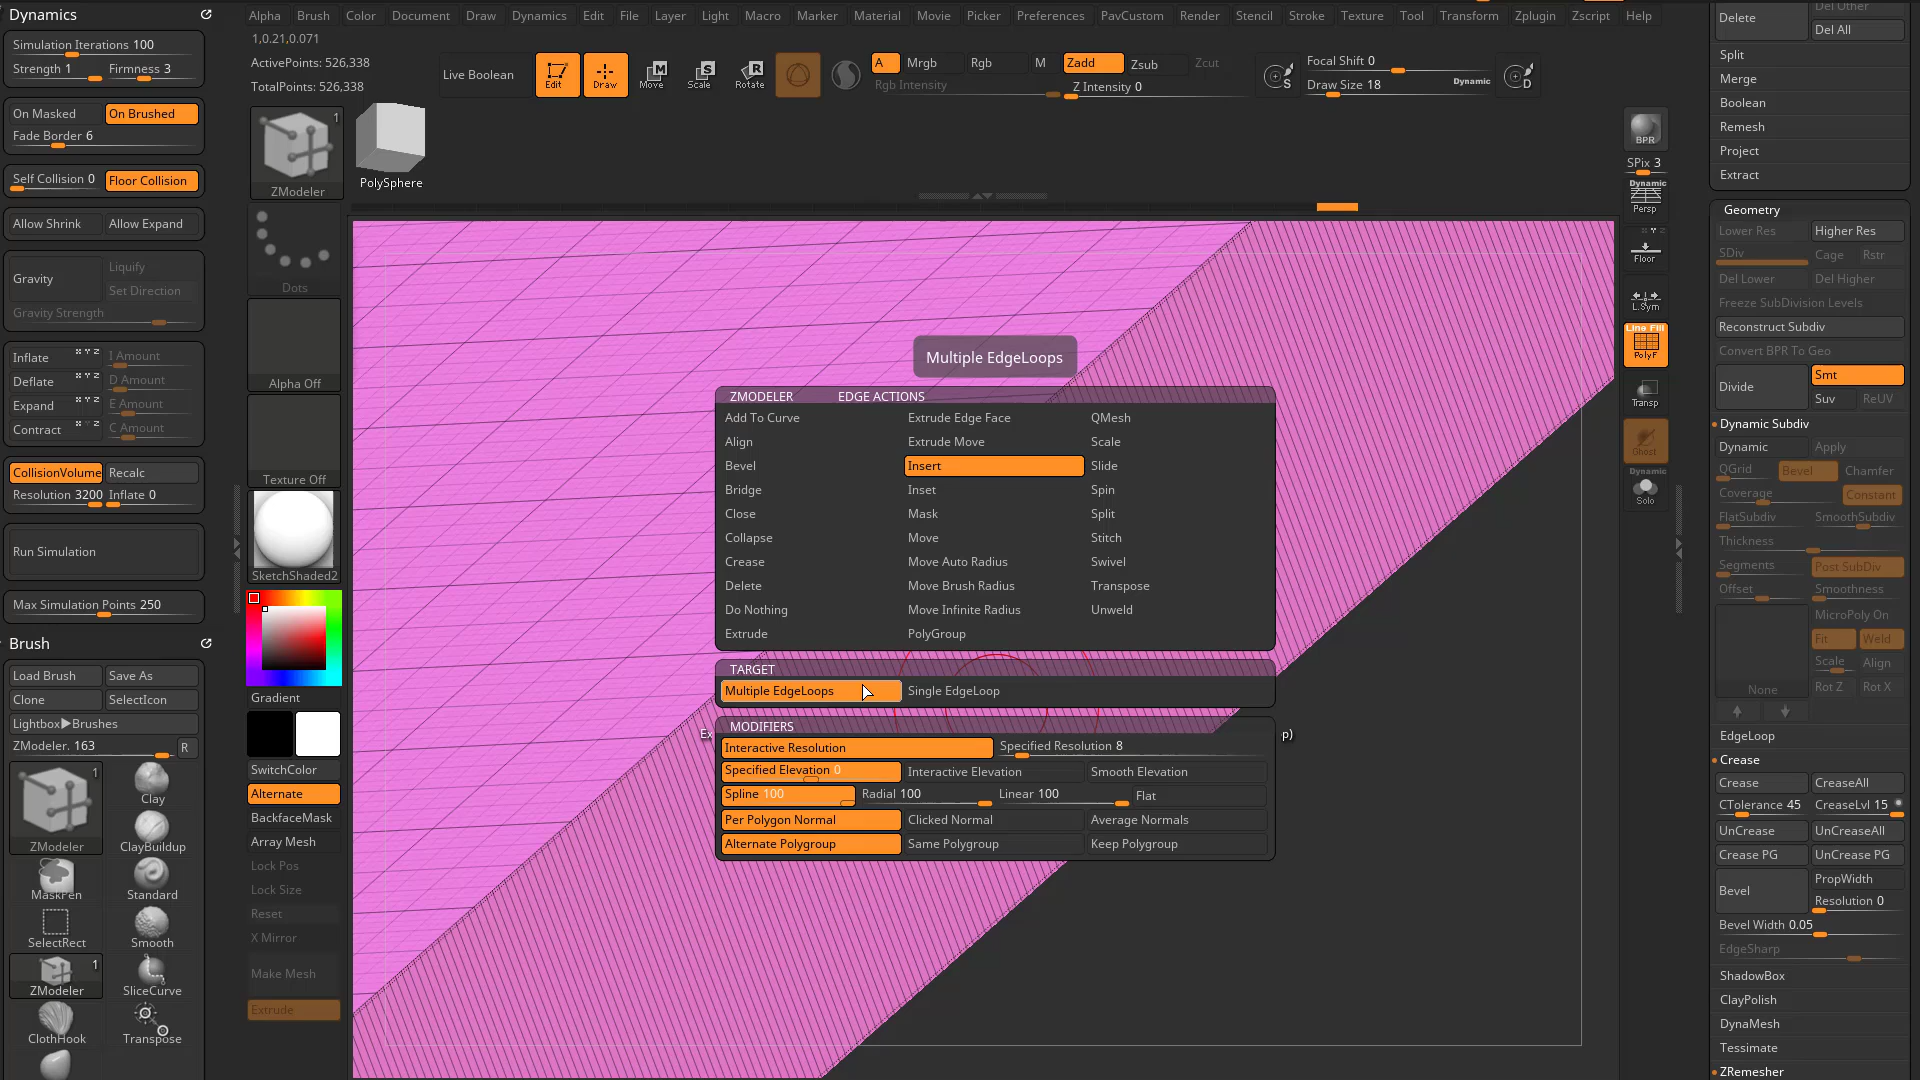 Dynamics
Simulation Iterations 100
Strength 1 Firmness 3
On Masked On Brushed
Fade Border 6
Self Collision 0 Floor Collision
Allow Shrink Allow Expand
Gravity Liquify
Set Direction
Gravity Strength
Inflate X Y Z I Amount
Deflate X Y Z D Amount
Expand X Y Z E Amount
Contract X Y Z C Amount
CollisionVolume Recalc
Resolution 3200 Inflate 0
Run Simulation
Max Simulation Points 250
Brush
Load Brush Save As
Clone SelectIcon
Lightbox▶Brushes
ZModeler. 163 R
1
ZModeler
Clay
ClayBuildup
MaskPen
Standard
SelectRect
Smooth
1
ZModeler
SliceCurve
ClothHook
Transpose
Alpha Brush Color Document Draw Dynamics Edit File Layer Light Macro Marker Material Movie Picker Preferences PavCustom Render Stencil Stroke Texture Tool Transform Zplugin Zscript Help
1,0.21,0.071
ActivePoints: 526,338
TotalPoints: 526,338
Live Boolean
Edit
Draw
Move
Scale
Rotate
A Mrgb Rgb M Zadd Zsub Zcut
Rgb Intensity Z Intensity 0
S
Focal Shift 0
Draw Size 18 Dynamic
D
1
ZModeler
PolySphere
Dots
Alpha Off
Texture Off
SketchShaded2
Gradient
SwitchColor
Alternate
BackfaceMask
Array Mesh
Lock Pos
Lock Size
Reset
X Mirror
Make Mesh
Extrude
Multiple EdgeLoops
ZMODELER EDGE ACTIONS
Add To Curve Extrude Edge Face QMesh
Align Extrude Move Scale
Bevel Insert Slide
Bridge Inset Spin
Close Mask Split
Collapse Move Stitch
Crease Move Auto Radius Swivel
Delete Move Brush Radius Transpose
Do Nothing Move Infinite Radius Unweld
Extrude PolyGroup
TARGET
Multiple EdgeLoops Single EdgeLoop
MODIFIERS
Ex p)
Interactive Resolution Specified Resolution 8
Specified Elevation 0 Interactive Elevation Smooth Elevation
Spline 100 Radial 100 Linear 100 Flat
Per Polygon Normal Clicked Normal Average Normals
Alternate Polygroup Same Polygroup Keep Polygroup
BPR
SPix 3
Dynamic
Persp
Floor
L.Sym
Line Fill
PolyF
Transp
Ghost
Dynamic
Solo
Del Other
Delete Del All
Split
Merge
Boolean
Remesh
Project
Extract
Geometry
Lower Res Higher Res
SDiv Cage Rstr
Del Lower Del Higher
Freeze SubDivision Levels
Reconstruct Subdiv
Convert BPR To Geo
Divide Smt
Suv ReUV
Dynamic Subdiv
Dynamic Apply
QGrid Bevel Chamfer
Coverage Constant
FlatSubdiv SmoothSubdiv
Thickness
Segments Post SubDiv
Offset Smoothness
MicroPoly On
Fit Weld
Scale Align
None Rot Z Rot X
EdgeLoop
Crease
Crease CreaseAll
CTolerance 45 CreaseLvl 15
UnCrease UnCreaseAll
Crease PG UnCrease PG
Bevel PropWidth
Resolution 0
Bevel Width 0.05
EdgeSharp
ShadowBox
ClayPolish
DynaMesh
Tessimate
ZRemesher